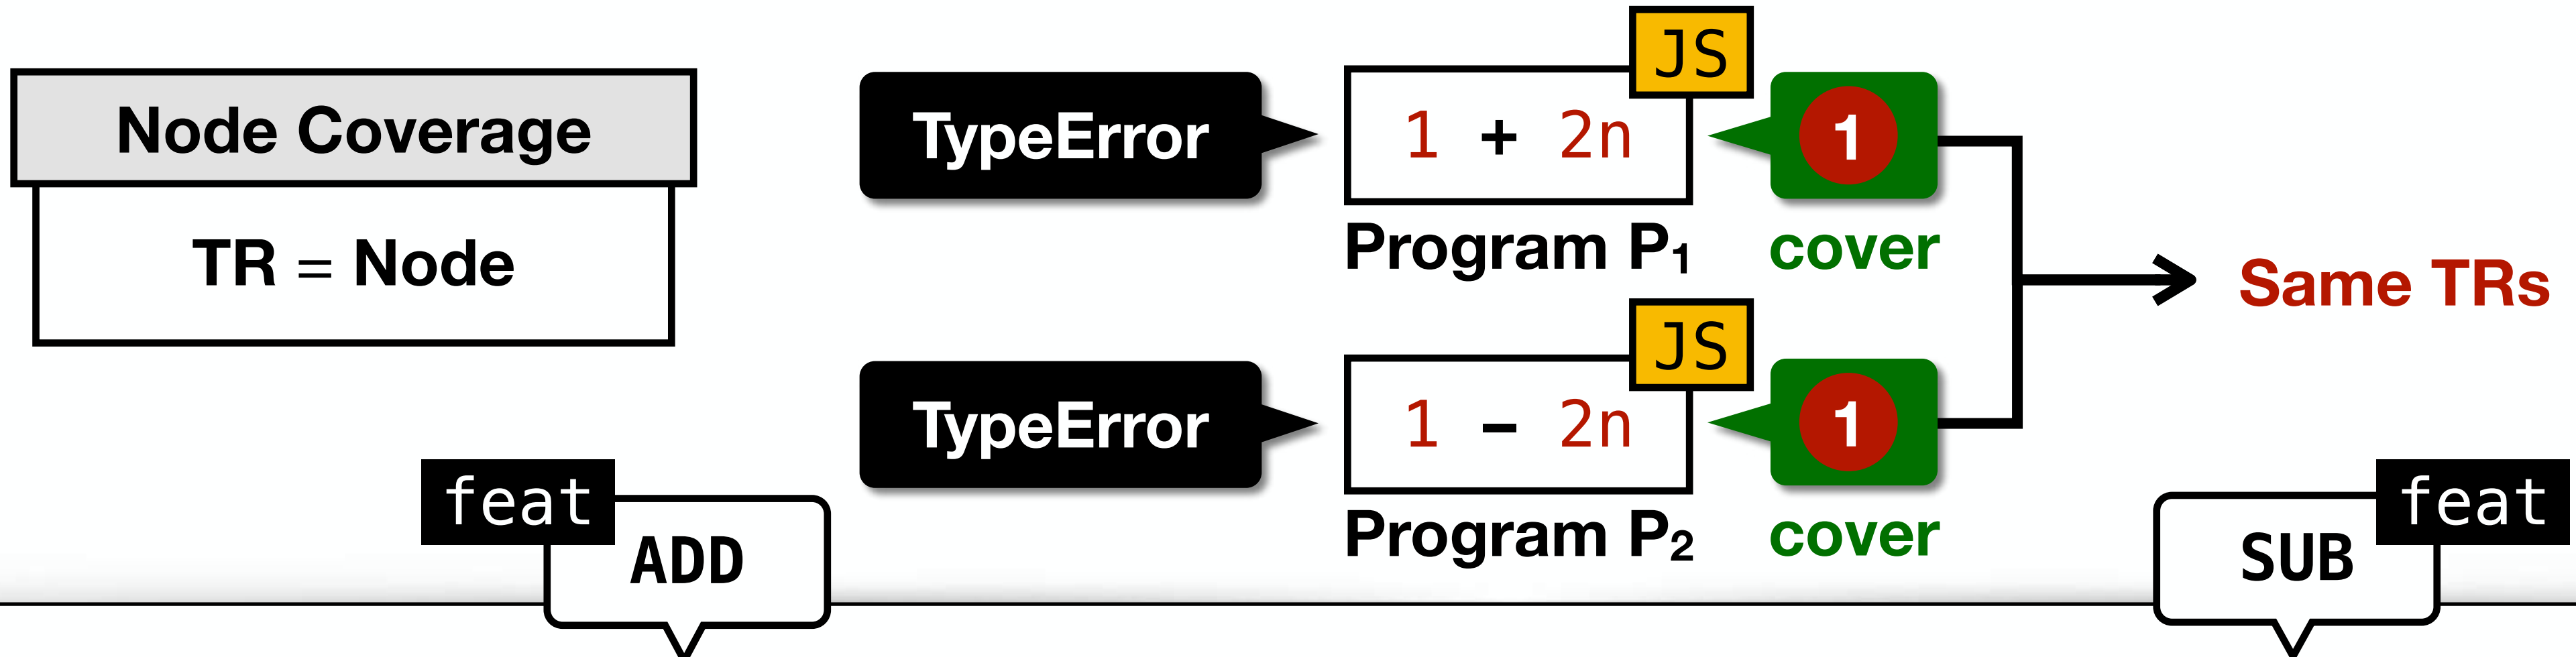 Node Coverage
TR = Node
TypeError
1 + 2n
JS
1
Program P₁
cover
TypeError
1 - 2n
JS
1
Program P₂
cover
Same TRs
feat
ADD
feat
SUB